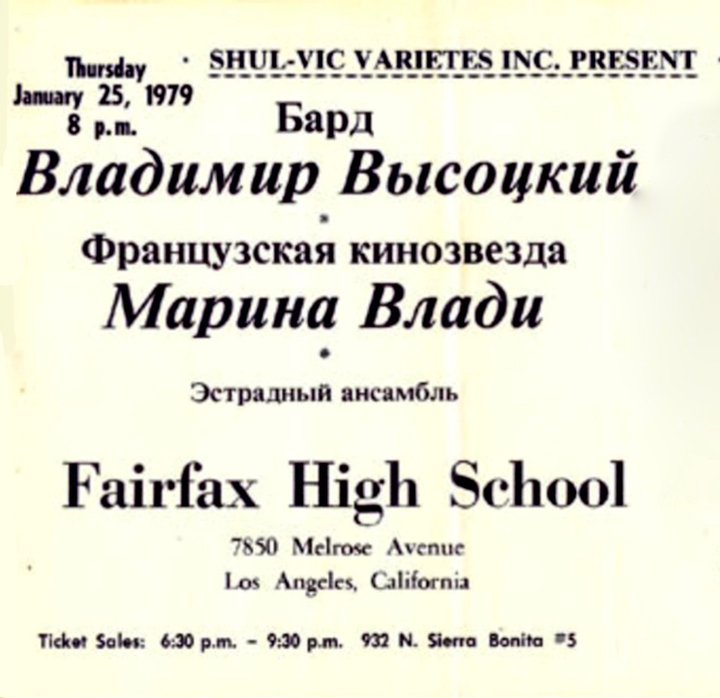 Thursday
January 25, 1979
8 p.m.
SHUL-VIC VARIETES INC. PRESENT
Бард
Владимир Высоцкий
Французская кинозвезда
Марина Влади
Эстрадный ансамбль
Fairfax High School
7850 Melrose Avenue
Los Angeles, California
Ticket Sales: 6:30 p.m. – 9:30 p.m. 932 N. Sierra Bonita #5